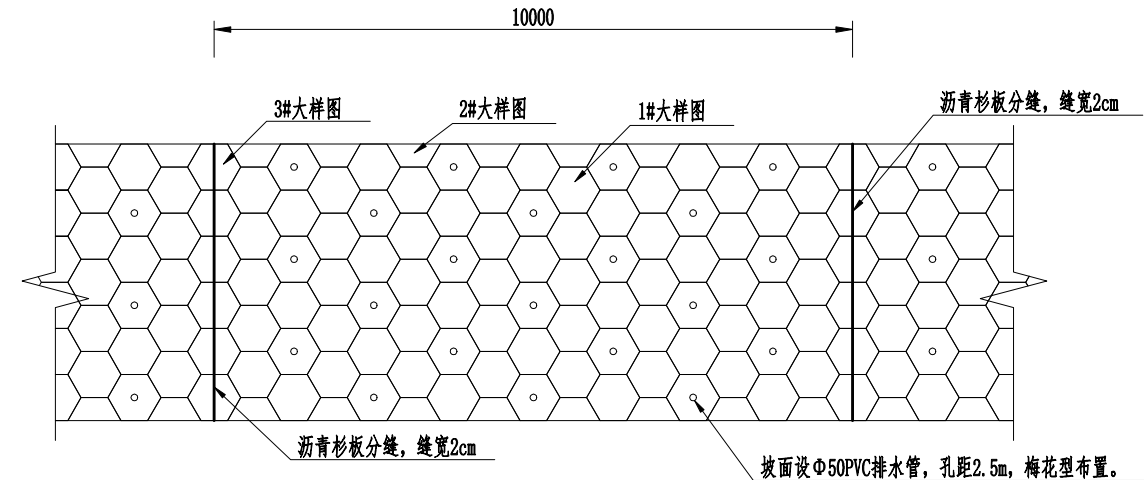 10000
3#大样图
2#大样图
1#大样图
沥青杉板分缝，缝宽2cm
沥青杉板分缝，缝宽2cm
坡面设Φ50PVC排水管，孔距2.5m，梅花型布置。